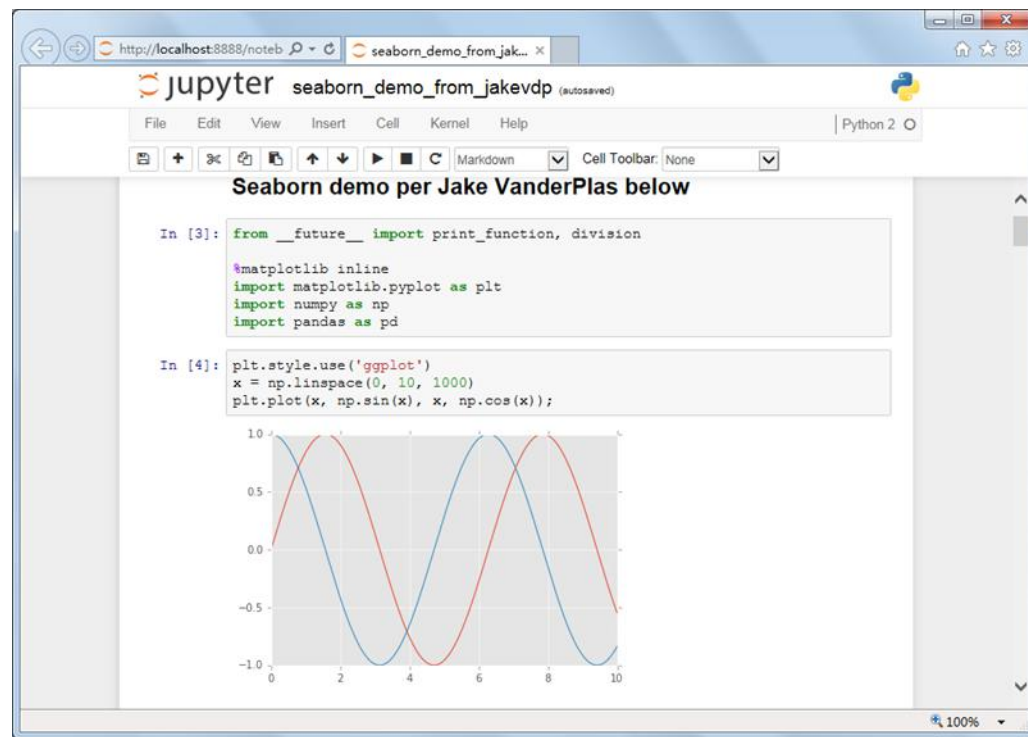 http://localhost:8888/noteb
seaborn_demo_from_jak...
jupyter seaborn_demo_from_jakevdp (autosaved)
File Edit View Insert Cell Kernel Help Python 2
Markdown Cell Toolbar: None
Seaborn demo per Jake VanderPlas below
In [3]: from __future__ import print_function, division
%matplotlib inline
import matplotlib.pyplot as plt
import numpy as np
import pandas as pd
In [4]: plt.style.use('ggplot')
x = np.linspace(0, 10, 1000)
plt.plot(x, np.sin(x), x, np.cos(x));
1.0
0.5
0.0
−0.5
−1.0
0 2 4 6 8 10
100%